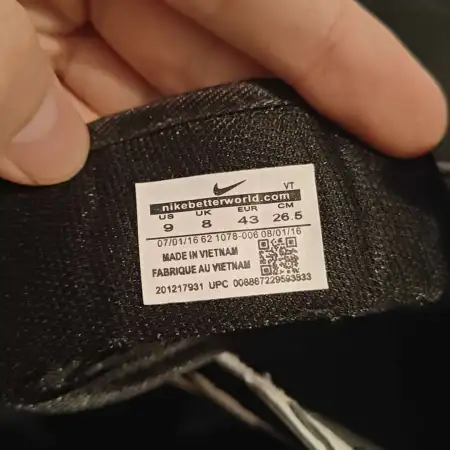 VT
nikebetterworld.com
US UK EUR CM
9 8 43 26.5
07/01/16 62 1078-006 08/01/16
MADE IN VIETNAM
FABRIQUE AU VIETNAM
201217931 UPC 008867229593833